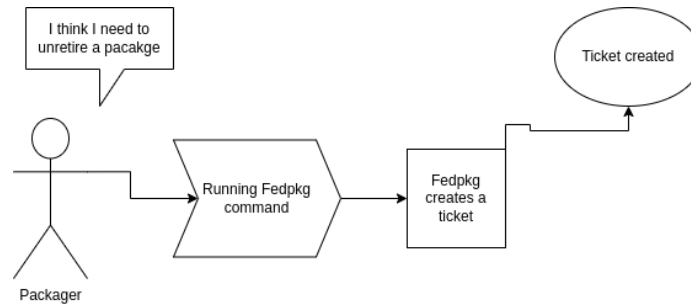 I think I need to
unretire a pacakge
Ticket created
Running Fedpkg
command
Fedpkg
creates a
ticket
Packager